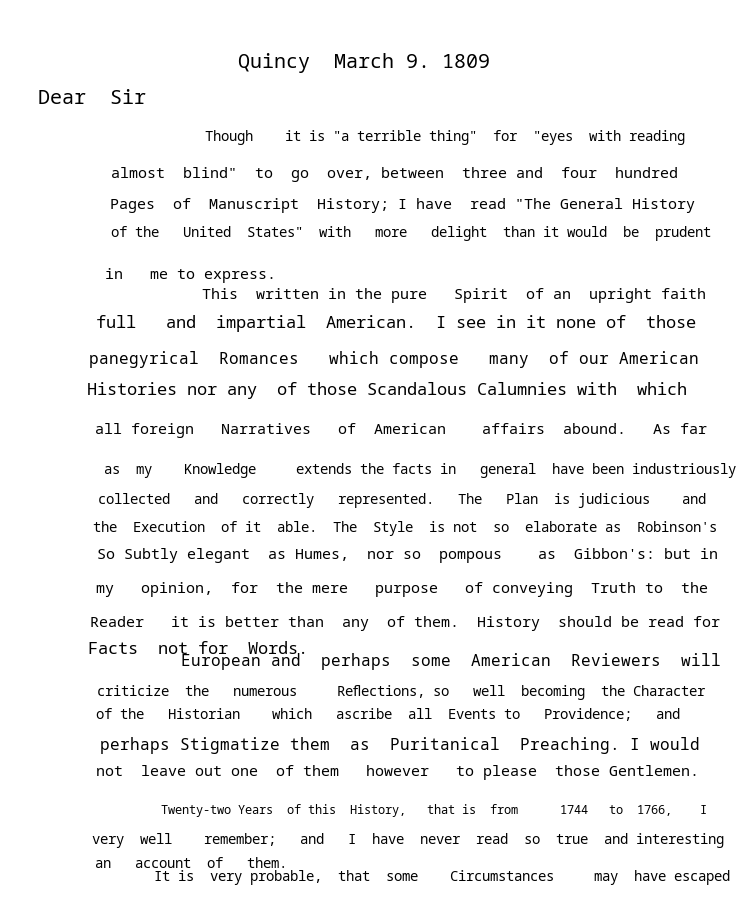 Quincy March 9. 1809
Dear Sir
Though it is "a terrible thing" for "eyes with reading
almost blind" to go over, between three and four hundred
Pages of Manuscript History; I have read "The General History
of the United States" with more delight than it would be prudent
in me to express.
This written in the pure Spirit of an upright faith
full and impartial American. I see in it none of those
panegyrical Romances which compose many of our American
Histories nor any of those Scandalous Calumnies with which
all foreign Narratives of American affairs abound. As far
as my Knowledge extends the facts in general have been industriously
collected and correctly represented. The Plan is judicious and
the Execution of it able. The Style is not so elaborate as Robinson's
So Subtly elegant as Humes, nor so pompous as Gibbon's: but in
my opinion, for the mere purpose of conveying Truth to the
Reader it is better than any of them. History should be read for
Facts not for Words.
European and perhaps some American Reviewers will
criticize the numerous Reflections, so well becoming the Character
of the Historian which ascribe all Events to Providence; and
perhaps Stigmatize them as Puritanical Preaching. I would
not leave out one of them however to please those Gentlemen.
Twenty-two Years of this History, that is from 1744 to 1766, I
very well remember; and I have never read so true and interesting
an account of them.
It is very probable, that some Circumstances may have escaped